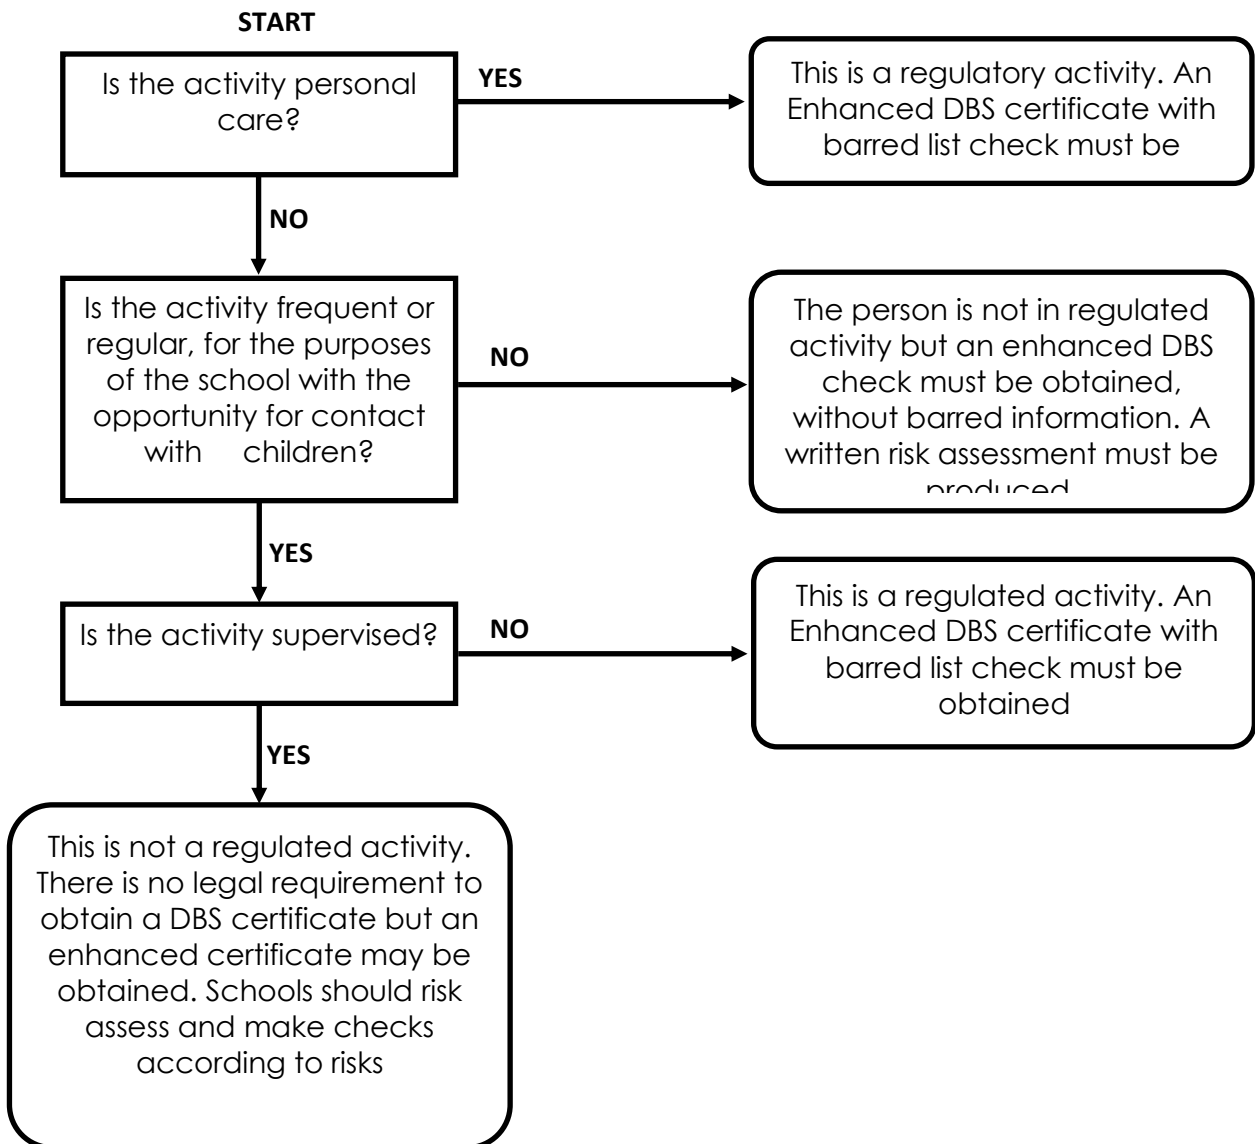 START
Is the activity personal
care?
YES
This is a regulatory activity. An
Enhanced DBS certificate with
barred list check must be
NO
Is the activity frequent or
regular, for the purposes
of the school with the
opportunity for contact
with children?
NO
The person is not in regulated
activity but an enhanced DBS
check must be obtained,
without barred information. A
written risk assessment must be
produced
YES
Is the activity supervised?
NO
This is a regulated activity. An
Enhanced DBS certificate with
barred list check must be
obtained
YES
This is not a regulated activity.
There is no legal requirement to
obtain a DBS certificate but an
enhanced certificate may be
obtained. Schools should risk
assess and make checks
according to risks